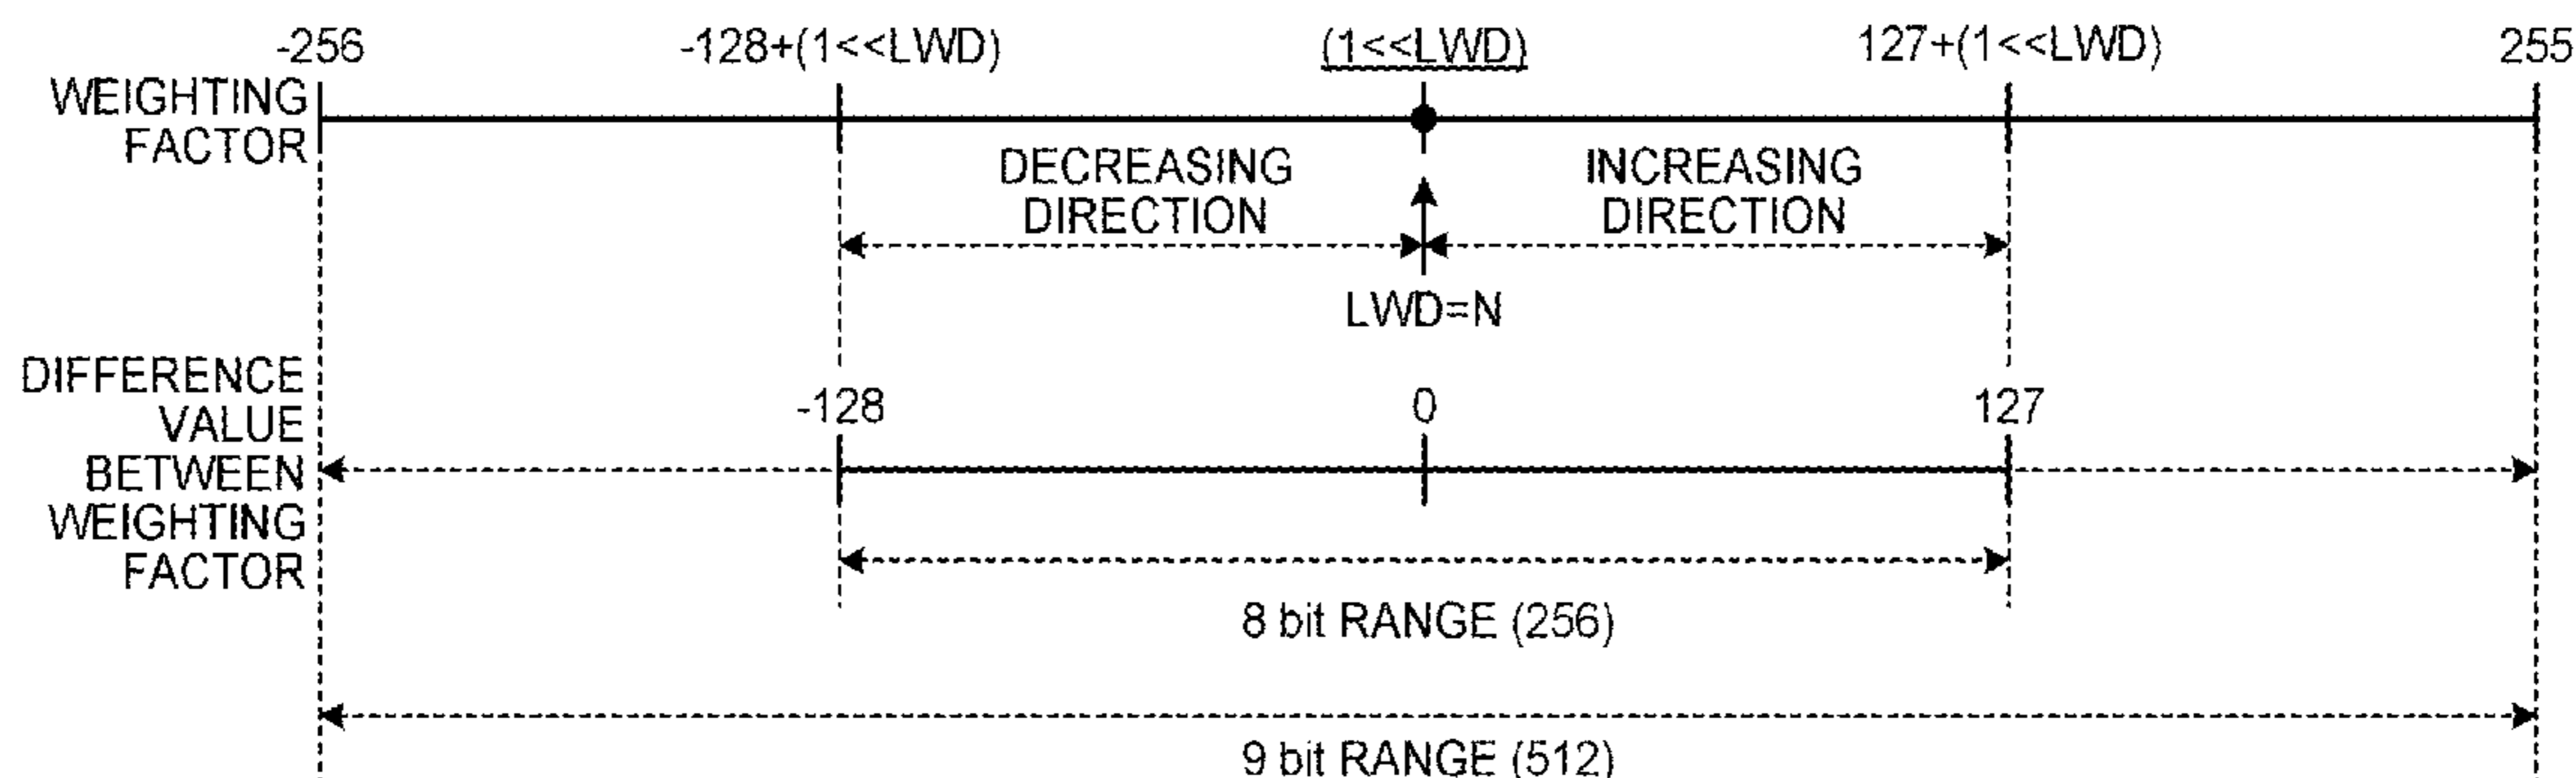 -256
-128+(1<<LWD)
(1<<LWD)
127+(1<<LWD)
255
WEIGHTING
FACTOR
DECREASING
DIRECTION
INCREASING
DIRECTION
LWD=N
DIFFERENCE
VALUE
BETWEEN
WEIGHTING
FACTOR
-128
0
127
8 bit RANGE (256)
9 bit RANGE (512)